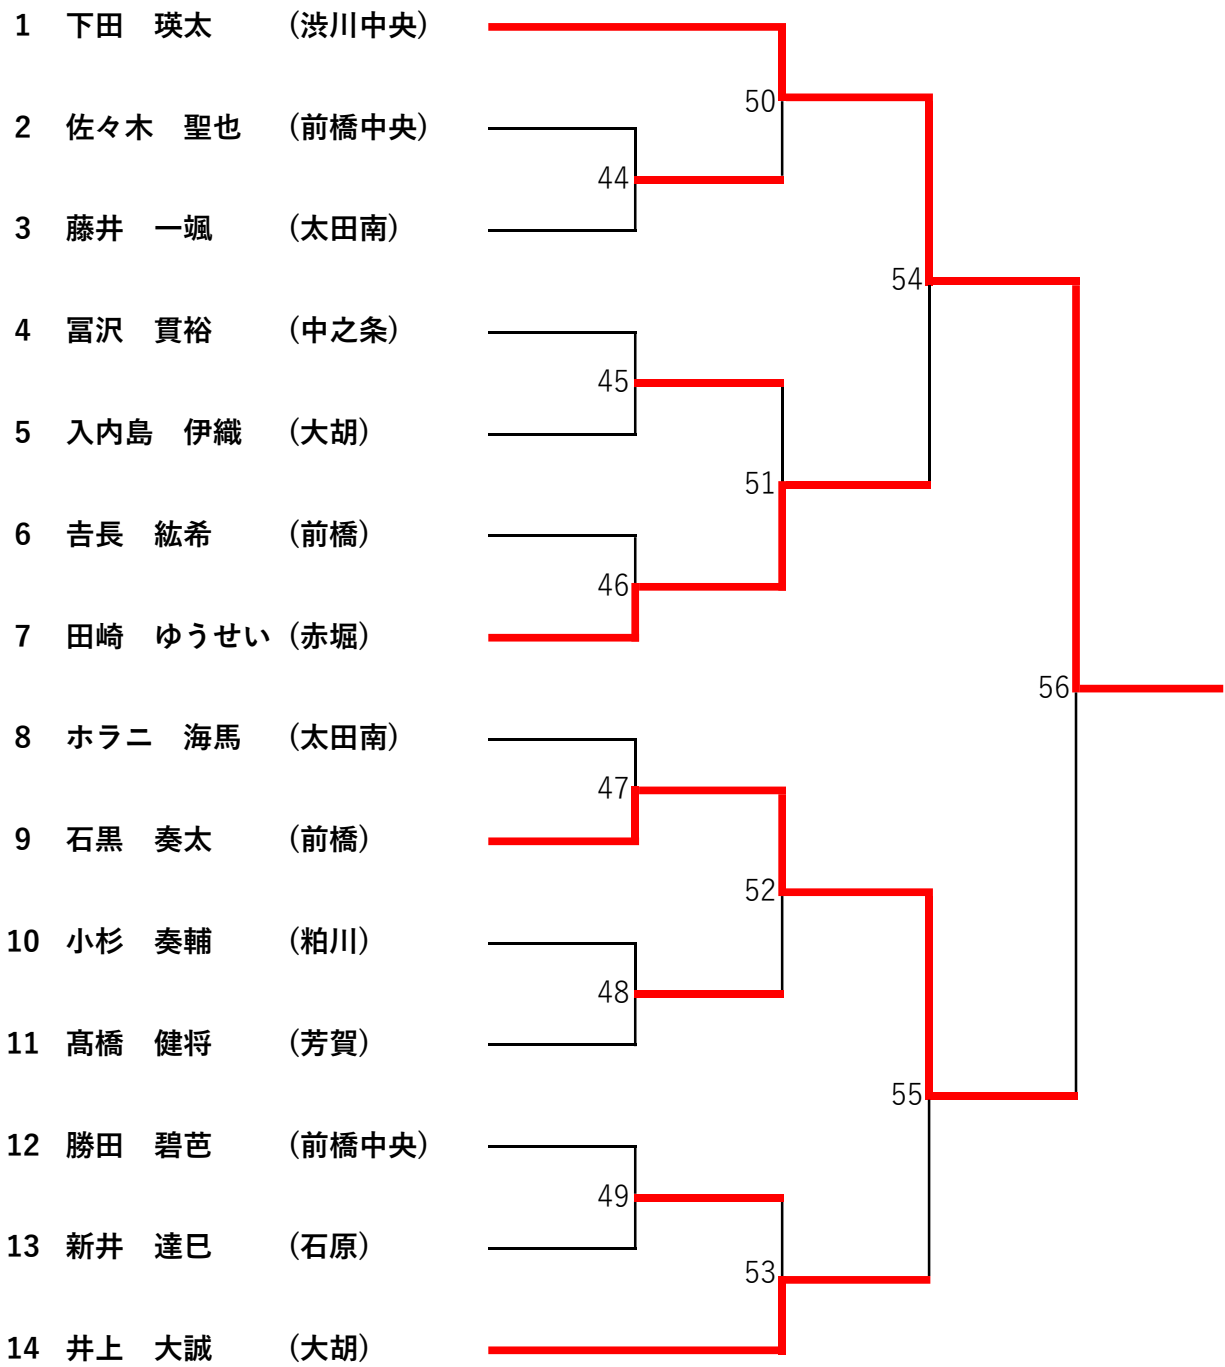 1 下田 瑛太 (渋川中央)
50
2 佐々木 聖也 (前橋中央)
44
3 藤井 一颯 (太田南)
54
4 冨沢 貫裕 (中之条)
45
5 入内島 伊織 (大胡)
51
6 𠮷長 紘希 (前橋)
46
7 田崎 ゆうせい (赤堀)
56
8 ホラニ 海馬 (太田南)
47
9 石黒 奏太 (前橋)
52
10 小杉 奏輔 (粕川)
48
11 髙橋 健将 (芳賀)
55
12 勝田 碧芭 (前橋中央)
49
13 新井 達巳 (石原)
53
14 井上 大誠 (大胡)